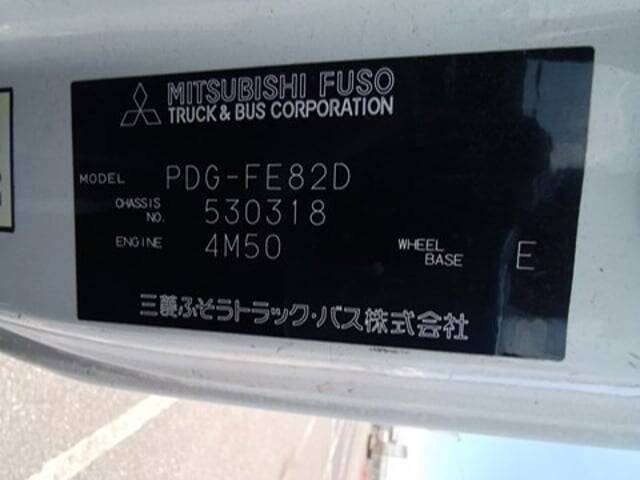 MITSUBISHI FUSO
TRUCK & BUS CORPORATION
MODEL PDG-FE82D
CHASSIS NO. 530318
ENGINE 4M50 WHEEL BASE E
三菱ふそうトラック・バス株式会社